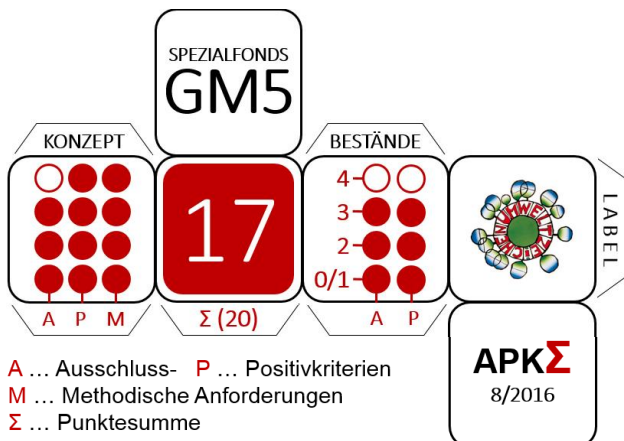 SPEZIALFONDS
GM5
KONZEPT
BESTÄNDE
17
4
3
2
0/1
A P M
Σ (20)
A P
UMWELTZEICHEN
LABEL
A … Ausschluss- P … Positivkriterien
M … Methodische Anforderungen
Σ … Punktesumme
APKΣ
8/2016